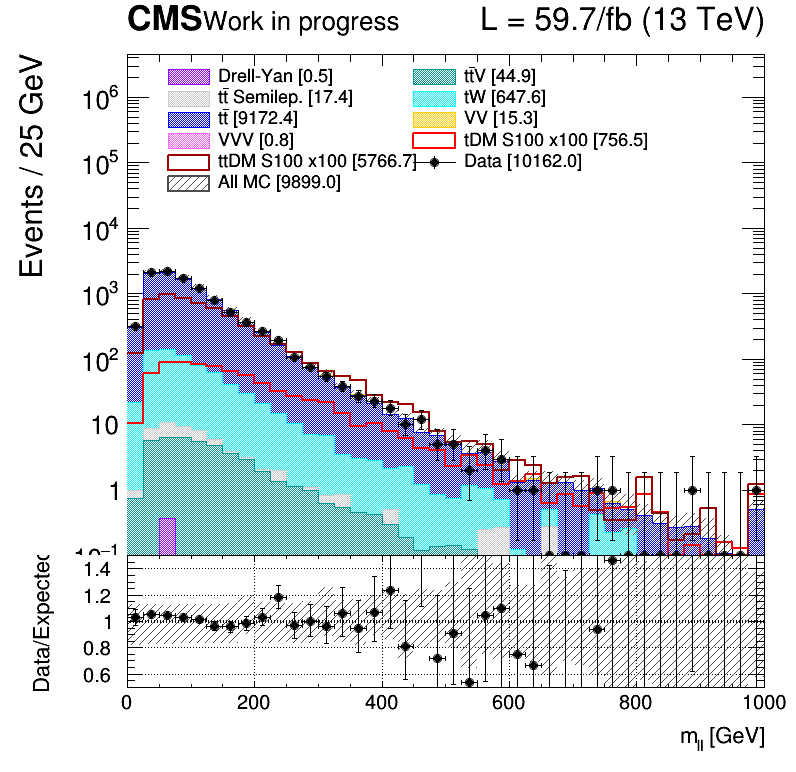 CMS Work in progress L = 59.7/fb (13 TeV)
Events / 25 GeV
Drell-Yan [0.5] tt̄V [44.9]
tt̄ Semilep. [17.4] tW [647.6]
tt̄ [9172.4] VV [15.3]
VVV [0.8] tDM S100 x100 [756.5]
ttDM S100 x100 [5766.7] Data [10162.0]
All MC [9899.0]
10⁶
10⁵
10⁴
10³
10²
10
1
10⁻¹
Data/Expected
1.4
1.2
1
0.8
0.6
0 200 400 600 800 1000
m_ll [GeV]